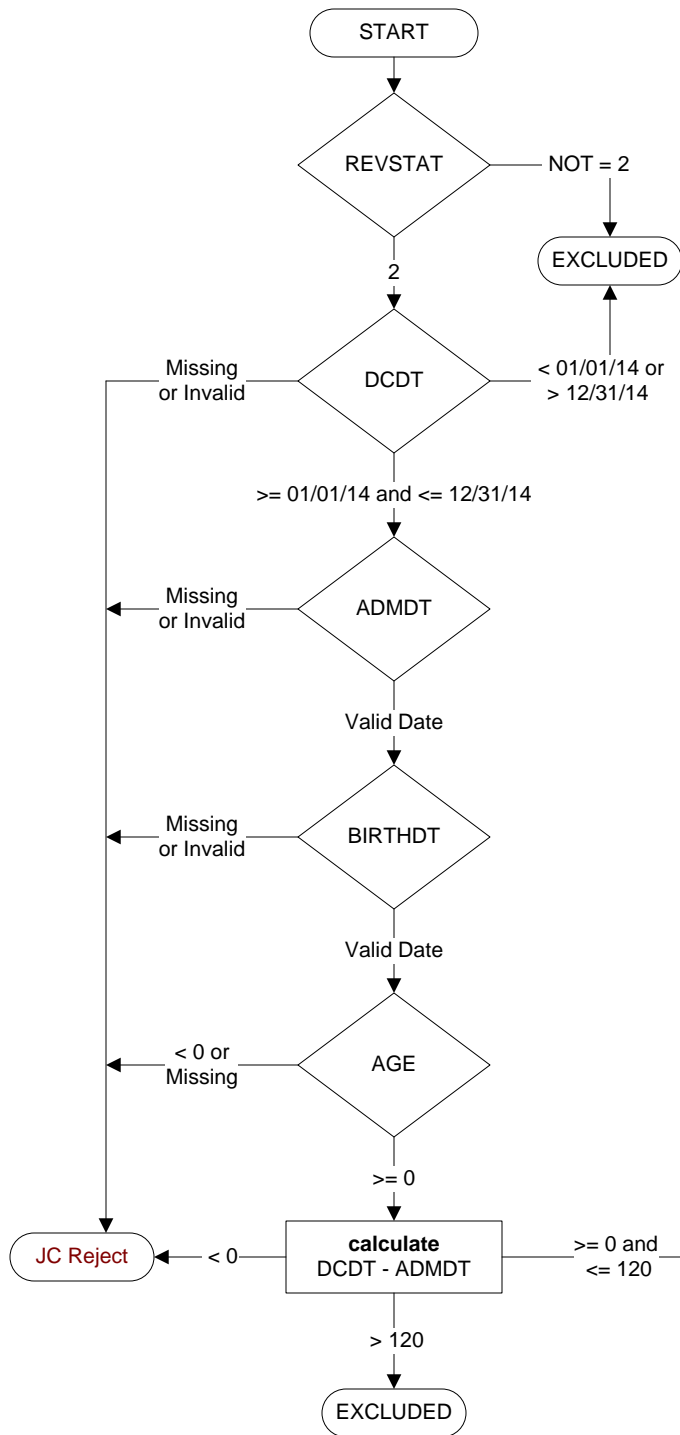 START
REVSTAT
NOT = 2
EXCLUDED
2
Missing
or Invalid
DCDT
< 01/01/14 or
> 12/31/14
>= 01/01/14 and <= 12/31/14
Missing
or Invalid
ADMDT
Valid Date
Missing
or Invalid
BIRTHDT
Valid Date
< 0 or
Missing
AGE
>= 0
JC Reject
< 0
calculate
DCDT - ADMDT
>= 0 and
<= 120
> 120
EXCLUDED